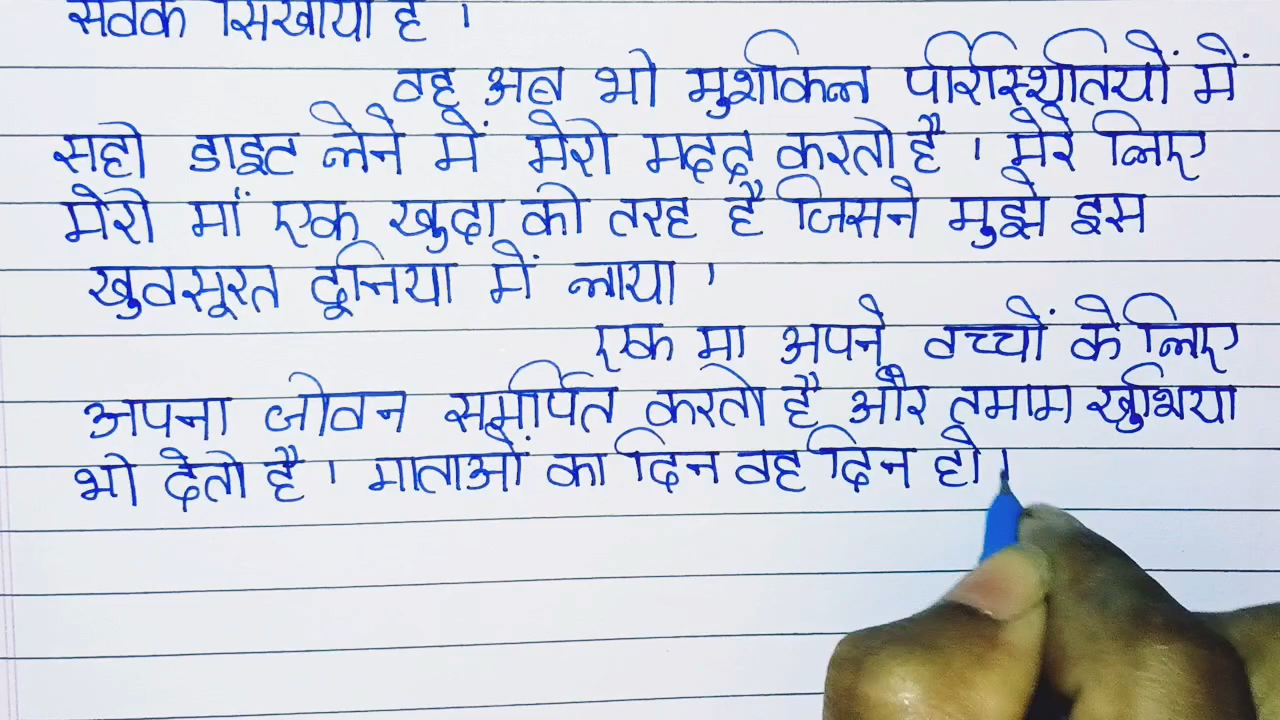 सबक सिखाया है ।
वह अब भी मुशकिल परिस्थितियों में
सही डाइट लेने में मेरी मदद करती है । मेरे लिए
मेरी माँ एक खुदा की तरह है जिसने मुझे इस
खुबसूरत दूनिया में लाया ।
एक मा अपने बच्चों के लिए
अपना जीवन समर्पित करती है और तमाम खुशिया
भी देती है । माताओं का दिन वह दिन हो ।